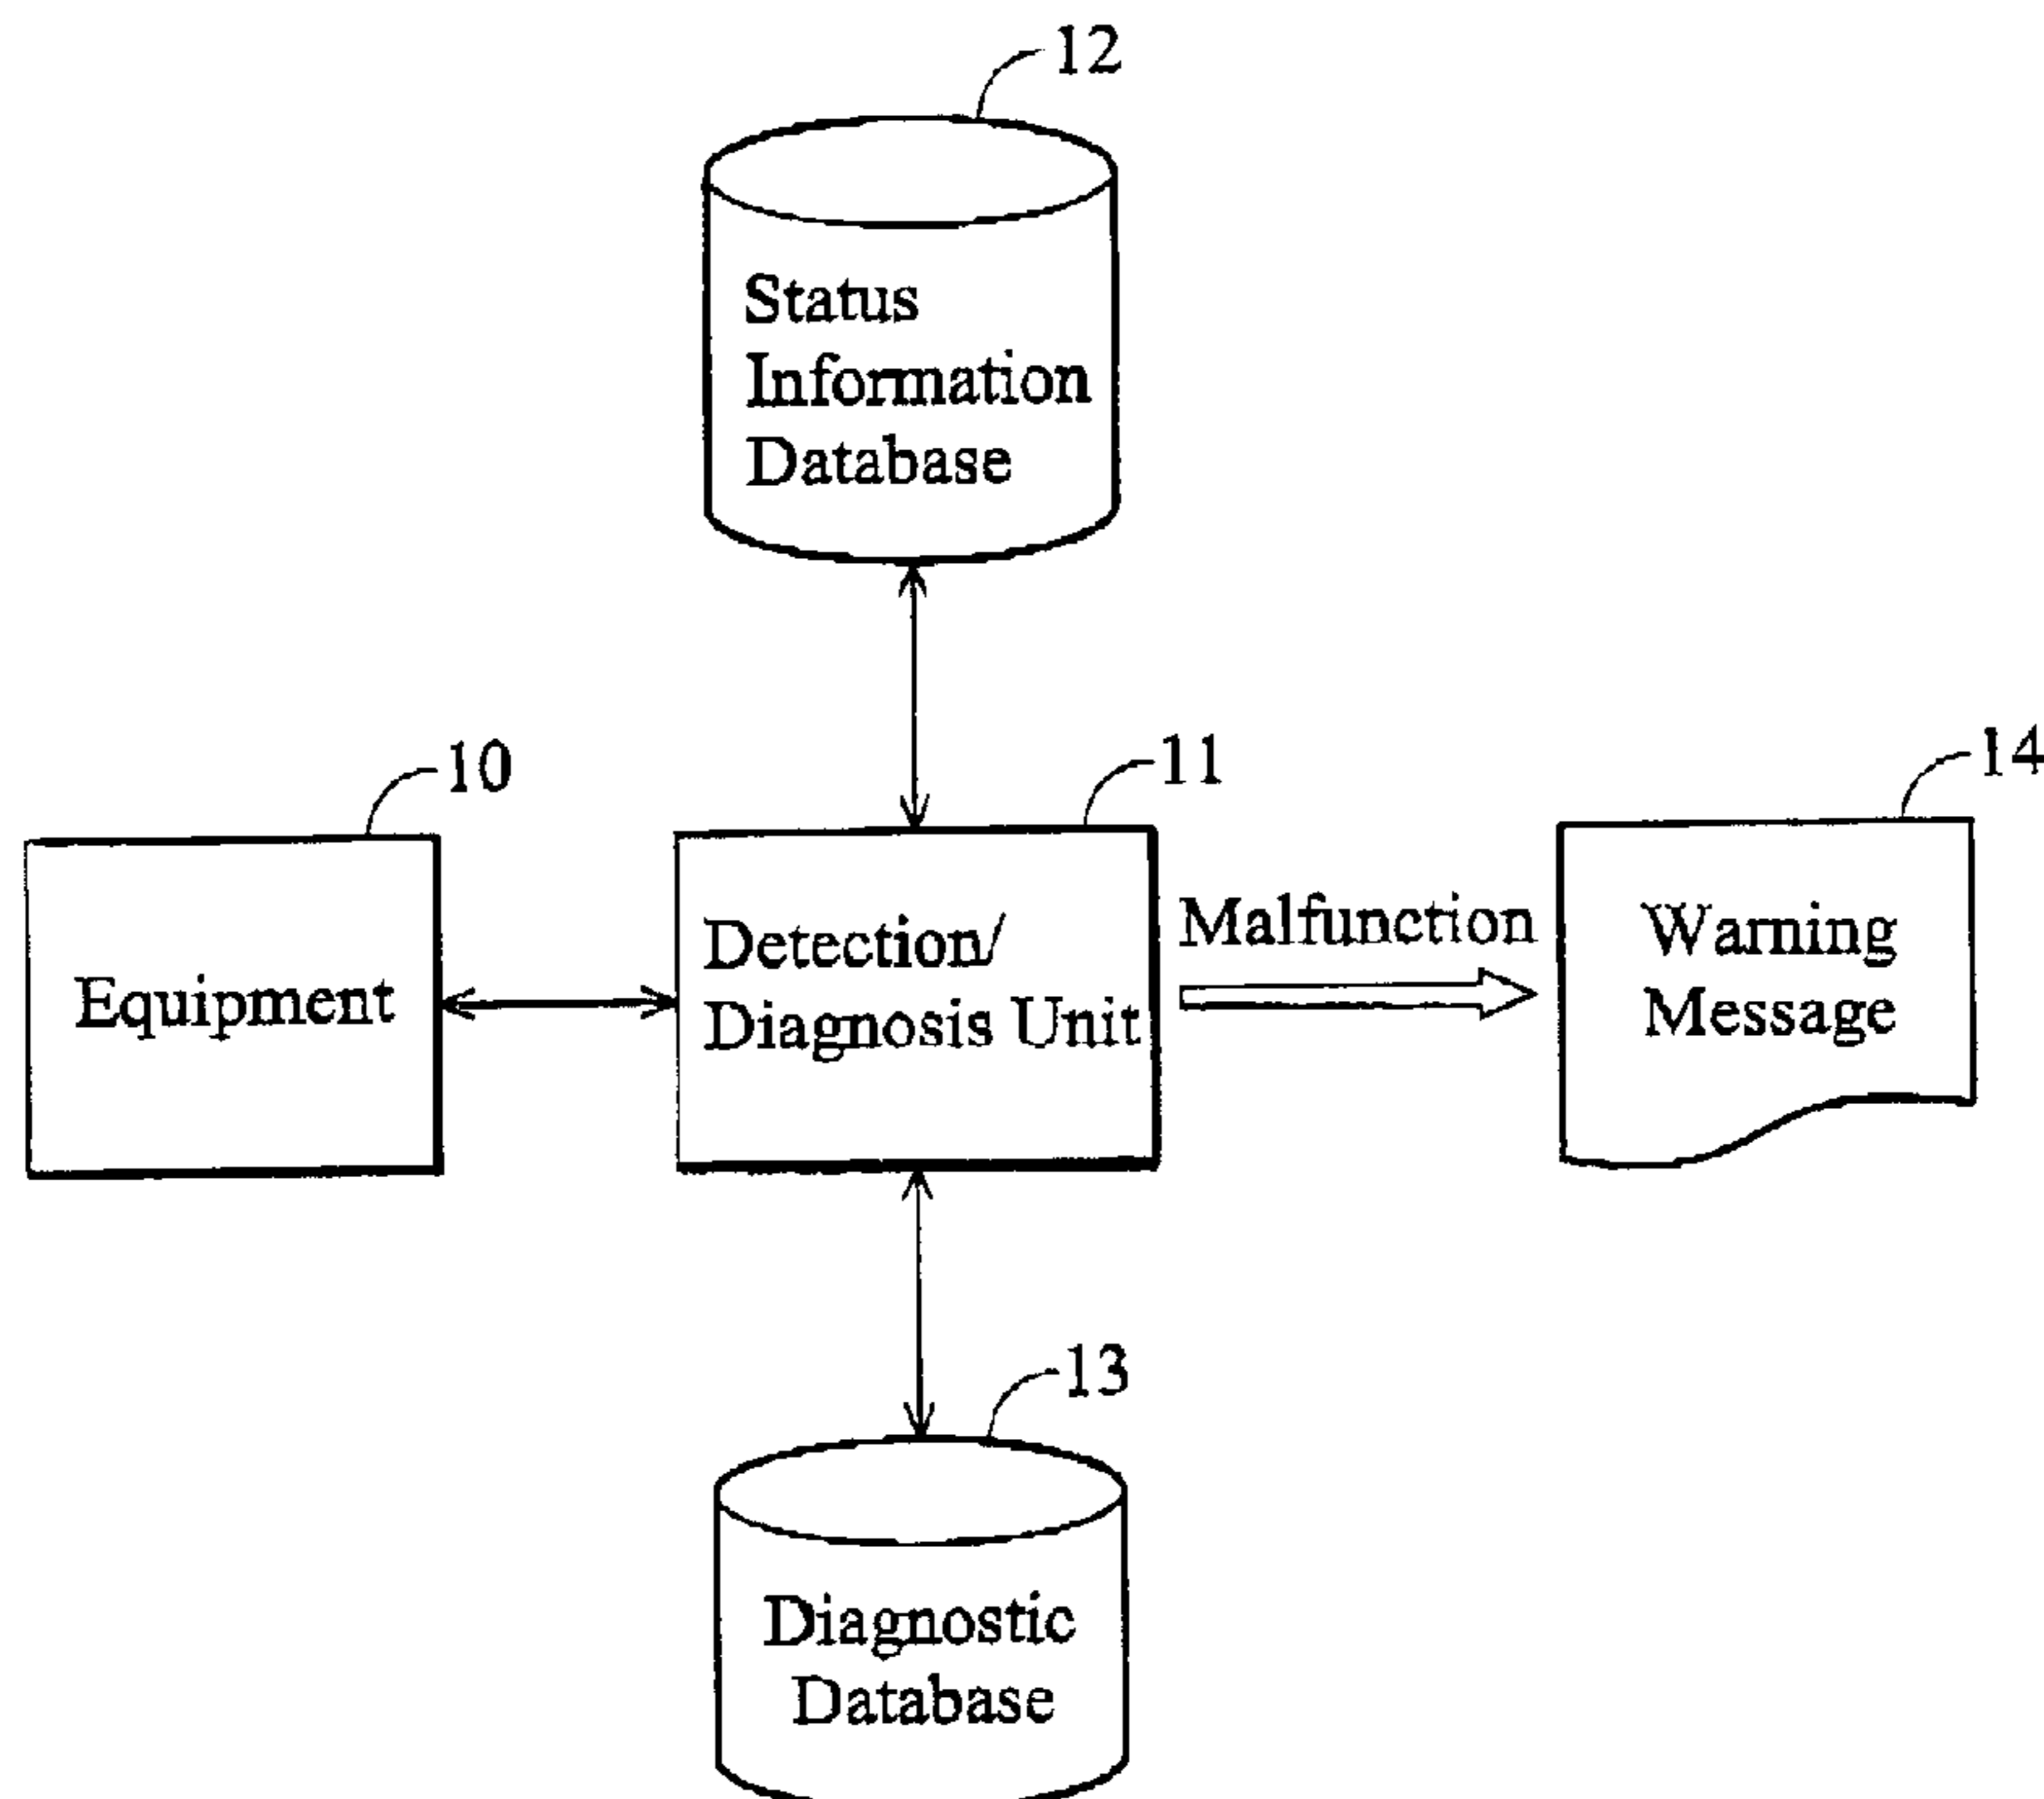 12
Status
Information
Database
10
11
14
Equipment
Detection/
Diagnosis Unit
Malfunction
Warning
Message
13
Diagnostic
Database